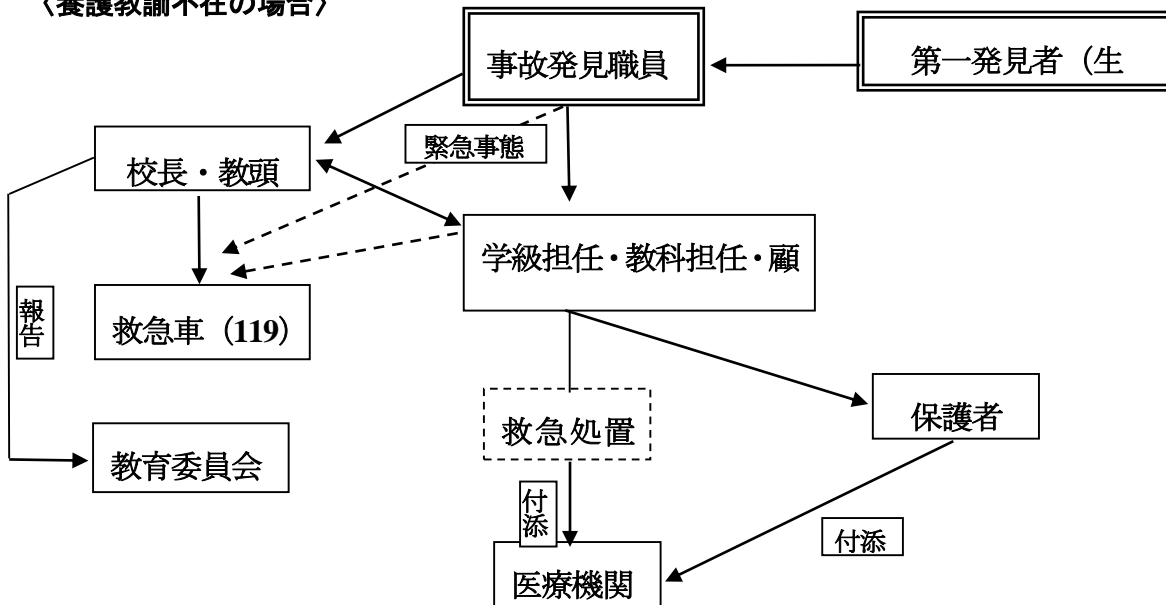 〈養護教諭不在の場合〉
事故発見職員
第一発見者（生
緊急事態
校長・教頭
学級担任・教科担任・顧
報告
救急車（119）
救急処置
保護者
教育委員会
付添
付添
医療機関